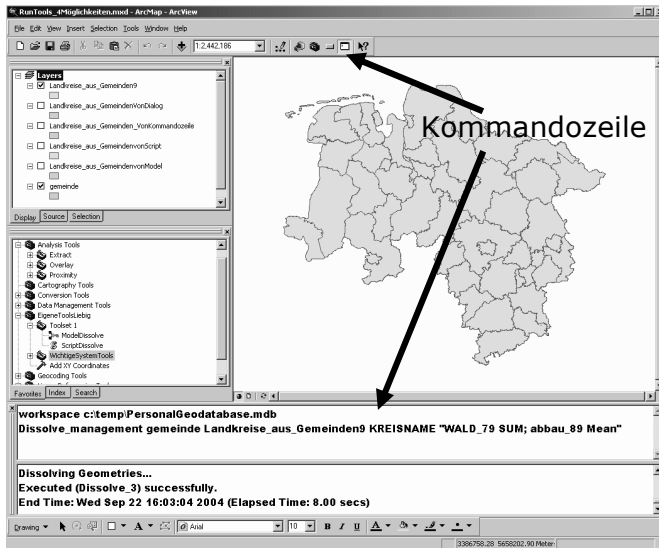 RunTools_4Möglichkeiten.mxd - ArcMap - ArcView
File Edit View Insert Selection Tools Window Help
1:2,442,186
Layers
Landkreise_aus_Gemeinden9
Landkreise_aus_GemeindenVonDialog
Landkreise_aus_Gemeinden_VonKommandozeile
Landkreise_aus_GemeindenvonScript
Landkreise_aus_GemeindenvonModel
gemeinde
Display Source Selection
Kommandozeile
Analysis Tools
Extract
Overlay
Proximity
Cartography Tools
Conversion Tools
Data Management Tools
EigeneToolsLiebig
Toolset 1
ModelDissolve
ScriptDissolve
WichtigeSystemTools
Add XY Coordinates
Geocoding Tools
Favorites Index Search
workspace c:\temp\PersonalGeodatabase.mdb
Dissolve_management gemeinde Landkreise_aus_Gemeinden9 KREISNAME "WALD_79 SUM; abbau_89 Mean"
Dissolving Geometries...
Executed (Dissolve_3) successfully.
End Time: Wed Sep 22 16:03:04 2004 (Elapsed Time: 8.00 secs)
Drawing A Arial 10 B I U A
3386758.28 5658202.90 Meter